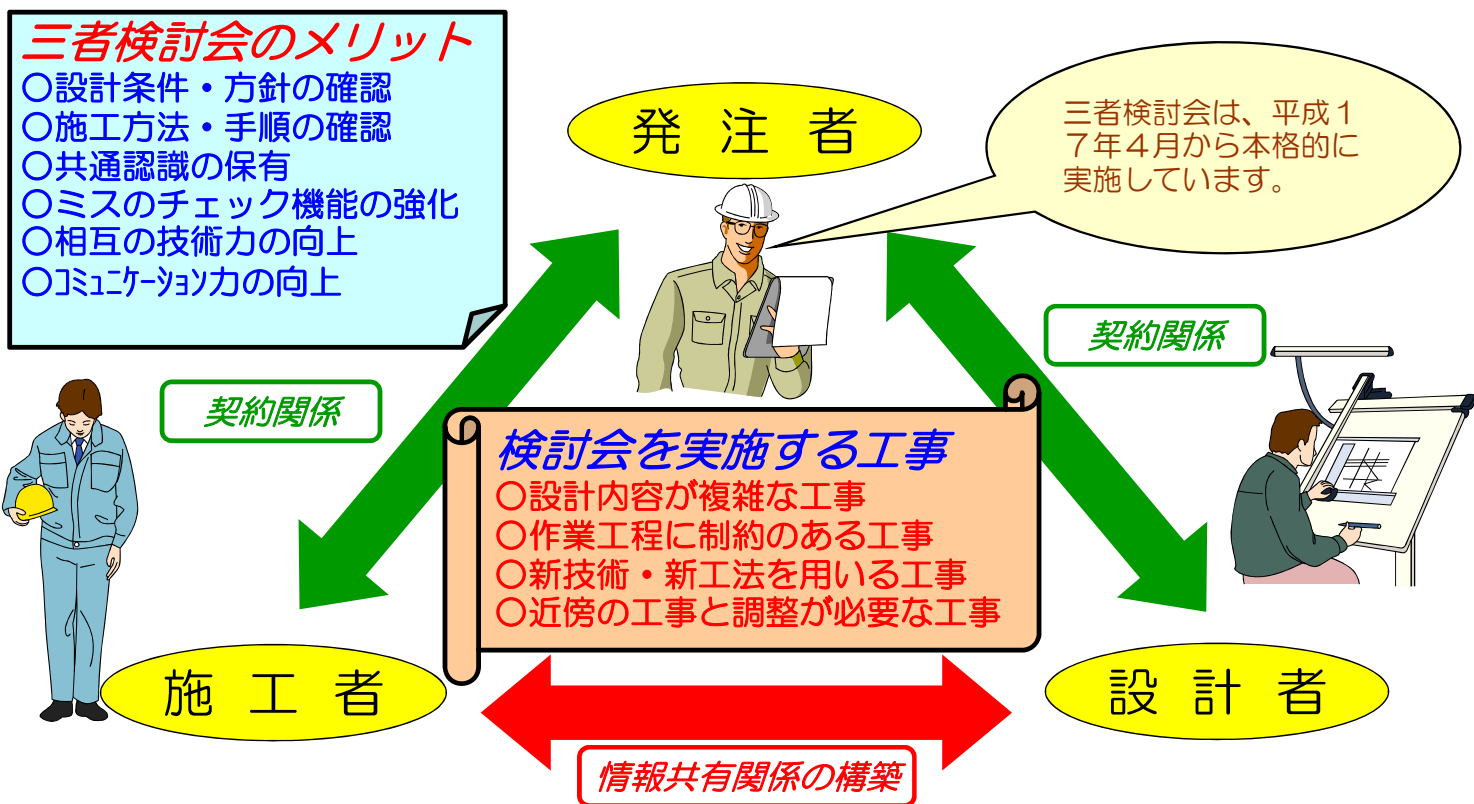 三者検討会のメリット
○設計条件・方針の確認
○施工方法・手順の確認
○共通認識の保有
○ミスのチェック機能の強化
○相互の技術力の向上
○ｺﾐｭﾆｹｰｼｮﾝ力の向上
発 注 者
三者検討会は、平成１
７年４月から本格的に
実施しています。
契約関係
契約関係
検討会を実施する工事
○設計内容が複雑な工事
○作業工程に制約のある工事
○新技術・新工法を用いる工事
○近傍の工事と調整が必要な工事
施 工 者
設 計 者
情報共有関係の構築